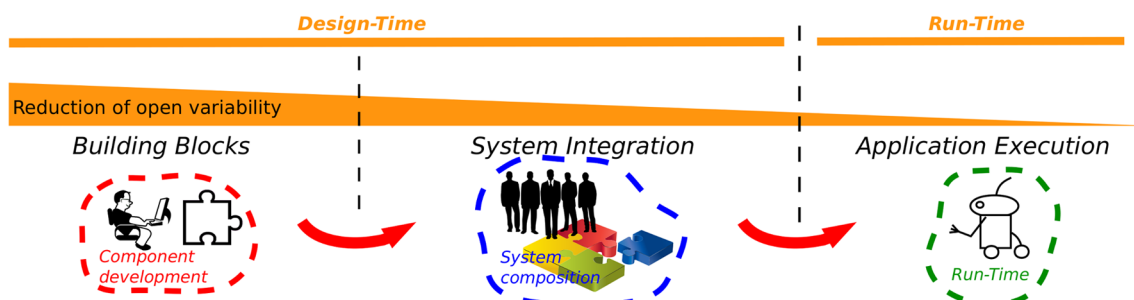 Design-Time
Run-Time
Reduction of open variability
Building Blocks
System Integration
Application Execution
Component
development
System
composition
Run-Time